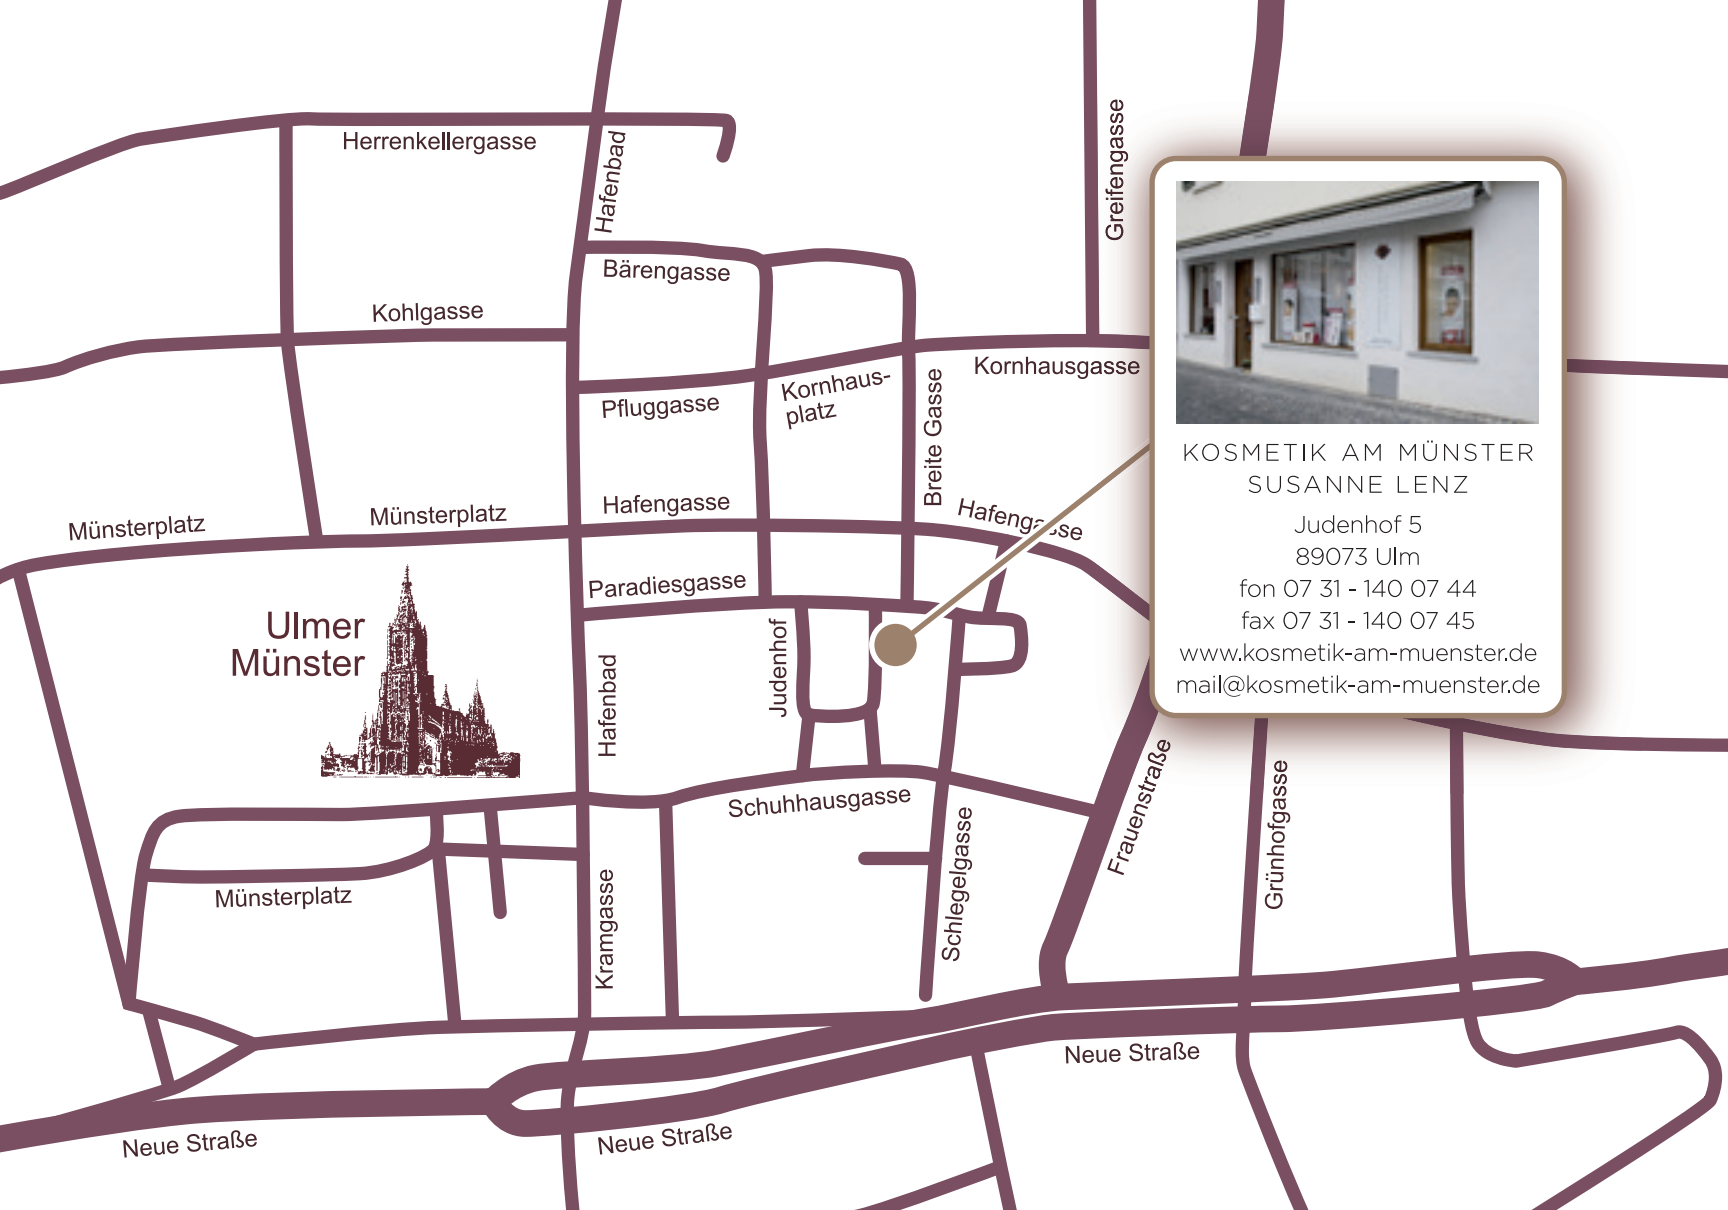 Herrenkellergasse
Hafenbad
Greifengasse
Bärengasse
Kohlgasse
Kornhausgasse
Pfluggasse
Kornhaus-
platz
Breite Gasse
Münsterplatz
Münsterplatz
Hafengasse
Hafengasse
Paradiesgasse
Ulmer
Münster
Judenhof
Hafenbad
KOSMETIK AM MÜNSTER
SUSANNE LENZ
Judenhof 5
89073 Ulm
fon 07 31 - 140 07 44
fax 07 31 - 140 07 45
www.kosmetik-am-muenster.de
mail@kosmetik-am-muenster.de
Schuhhausgasse
Frauenstraße
Grünhofgasse
Schlegelgasse
Münsterplatz
Kramgasse
Neue Straße
Neue Straße
Neue Straße